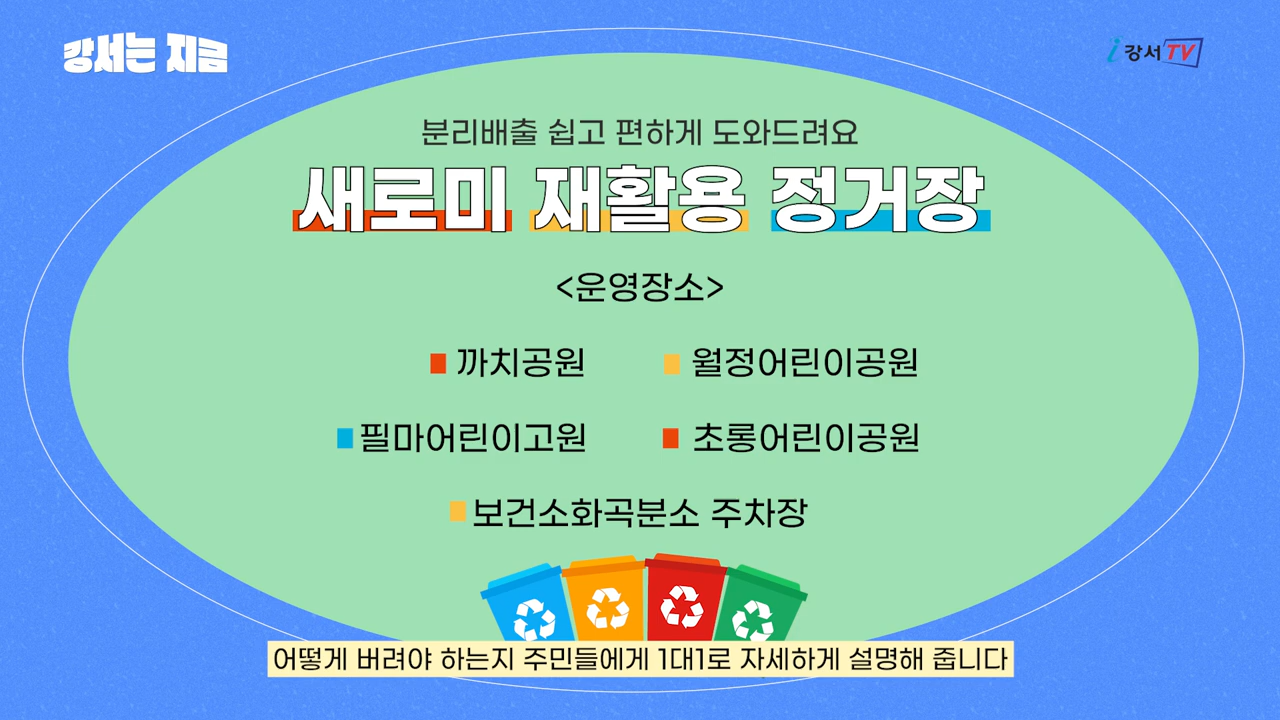 강서는 지금
i강서TV
분리배출 쉽고 편하게 도와드려요
새로미 재활용 정거장
<운영장소>
까치공원 월정어린이공원
필마어린이고원 초롱어린이공원
보건소화곡분소 주차장
어떻게 버려야 하는지 주민들에게 1대1로 자세하게 설명해 줍니다